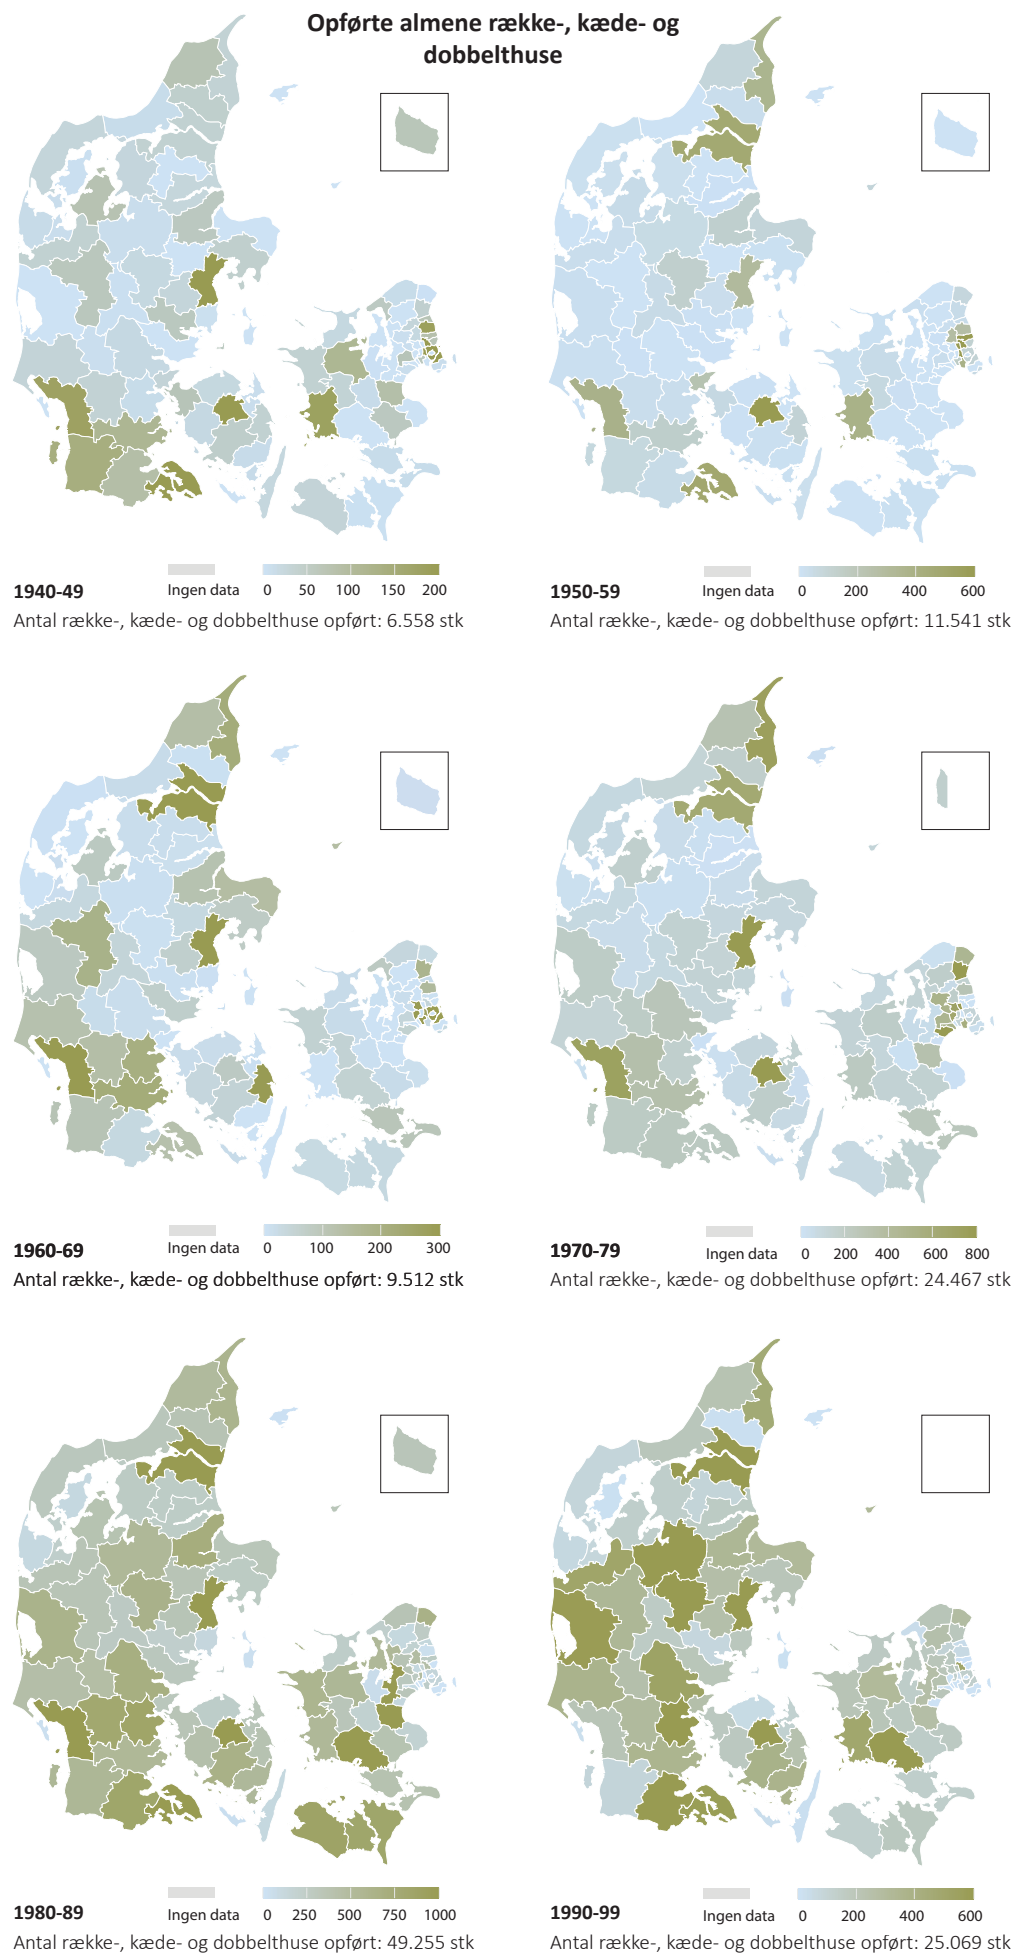 Opførte almene række-, kæde- og
dobbelthuse
Ingen data
0 50 100 150 200
1940-49
Antal række-, kæde- og dobbelthuse opført: 6.558 stk
Ingen data
0 200 400 600
1950-59
Antal række-, kæde- og dobbelthuse opført: 11.541 stk
Ingen data
0 100 200 300
1960-69
Antal række-, kæde- og dobbelthuse opført: 9.512 stk
Ingen data
0 200 400 600 800
1970-79
Antal række-, kæde- og dobbelthuse opført: 24.467 stk
Ingen data
0 250 500 750 1000
1980-89
Antal række-, kæde- og dobbelthuse opført: 49.255 stk
Ingen data
0 200 400 600
1990-99
Antal række-, kæde- og dobbelthuse opført: 25.069 stk